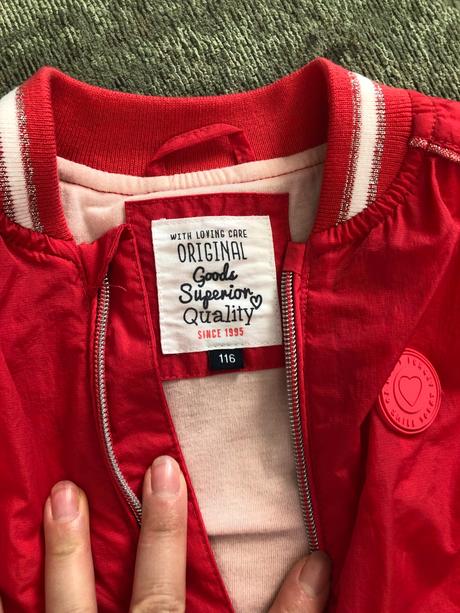 WITH LOVING CARE
ORIGINAL
Goods
Superior
Quality
SINCE 1995
116